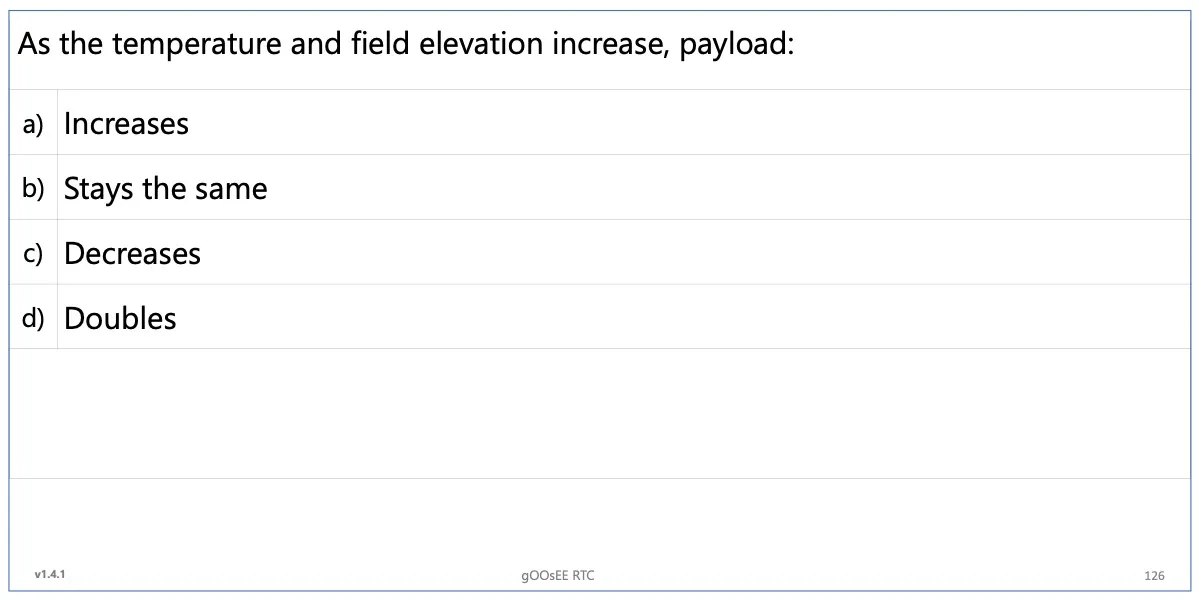 As the temperature and field elevation increase, payload:
a) Increases
b) Stays the same
c) Decreases
d) Doubles
v1.4.1 gOOsEE RTC 126